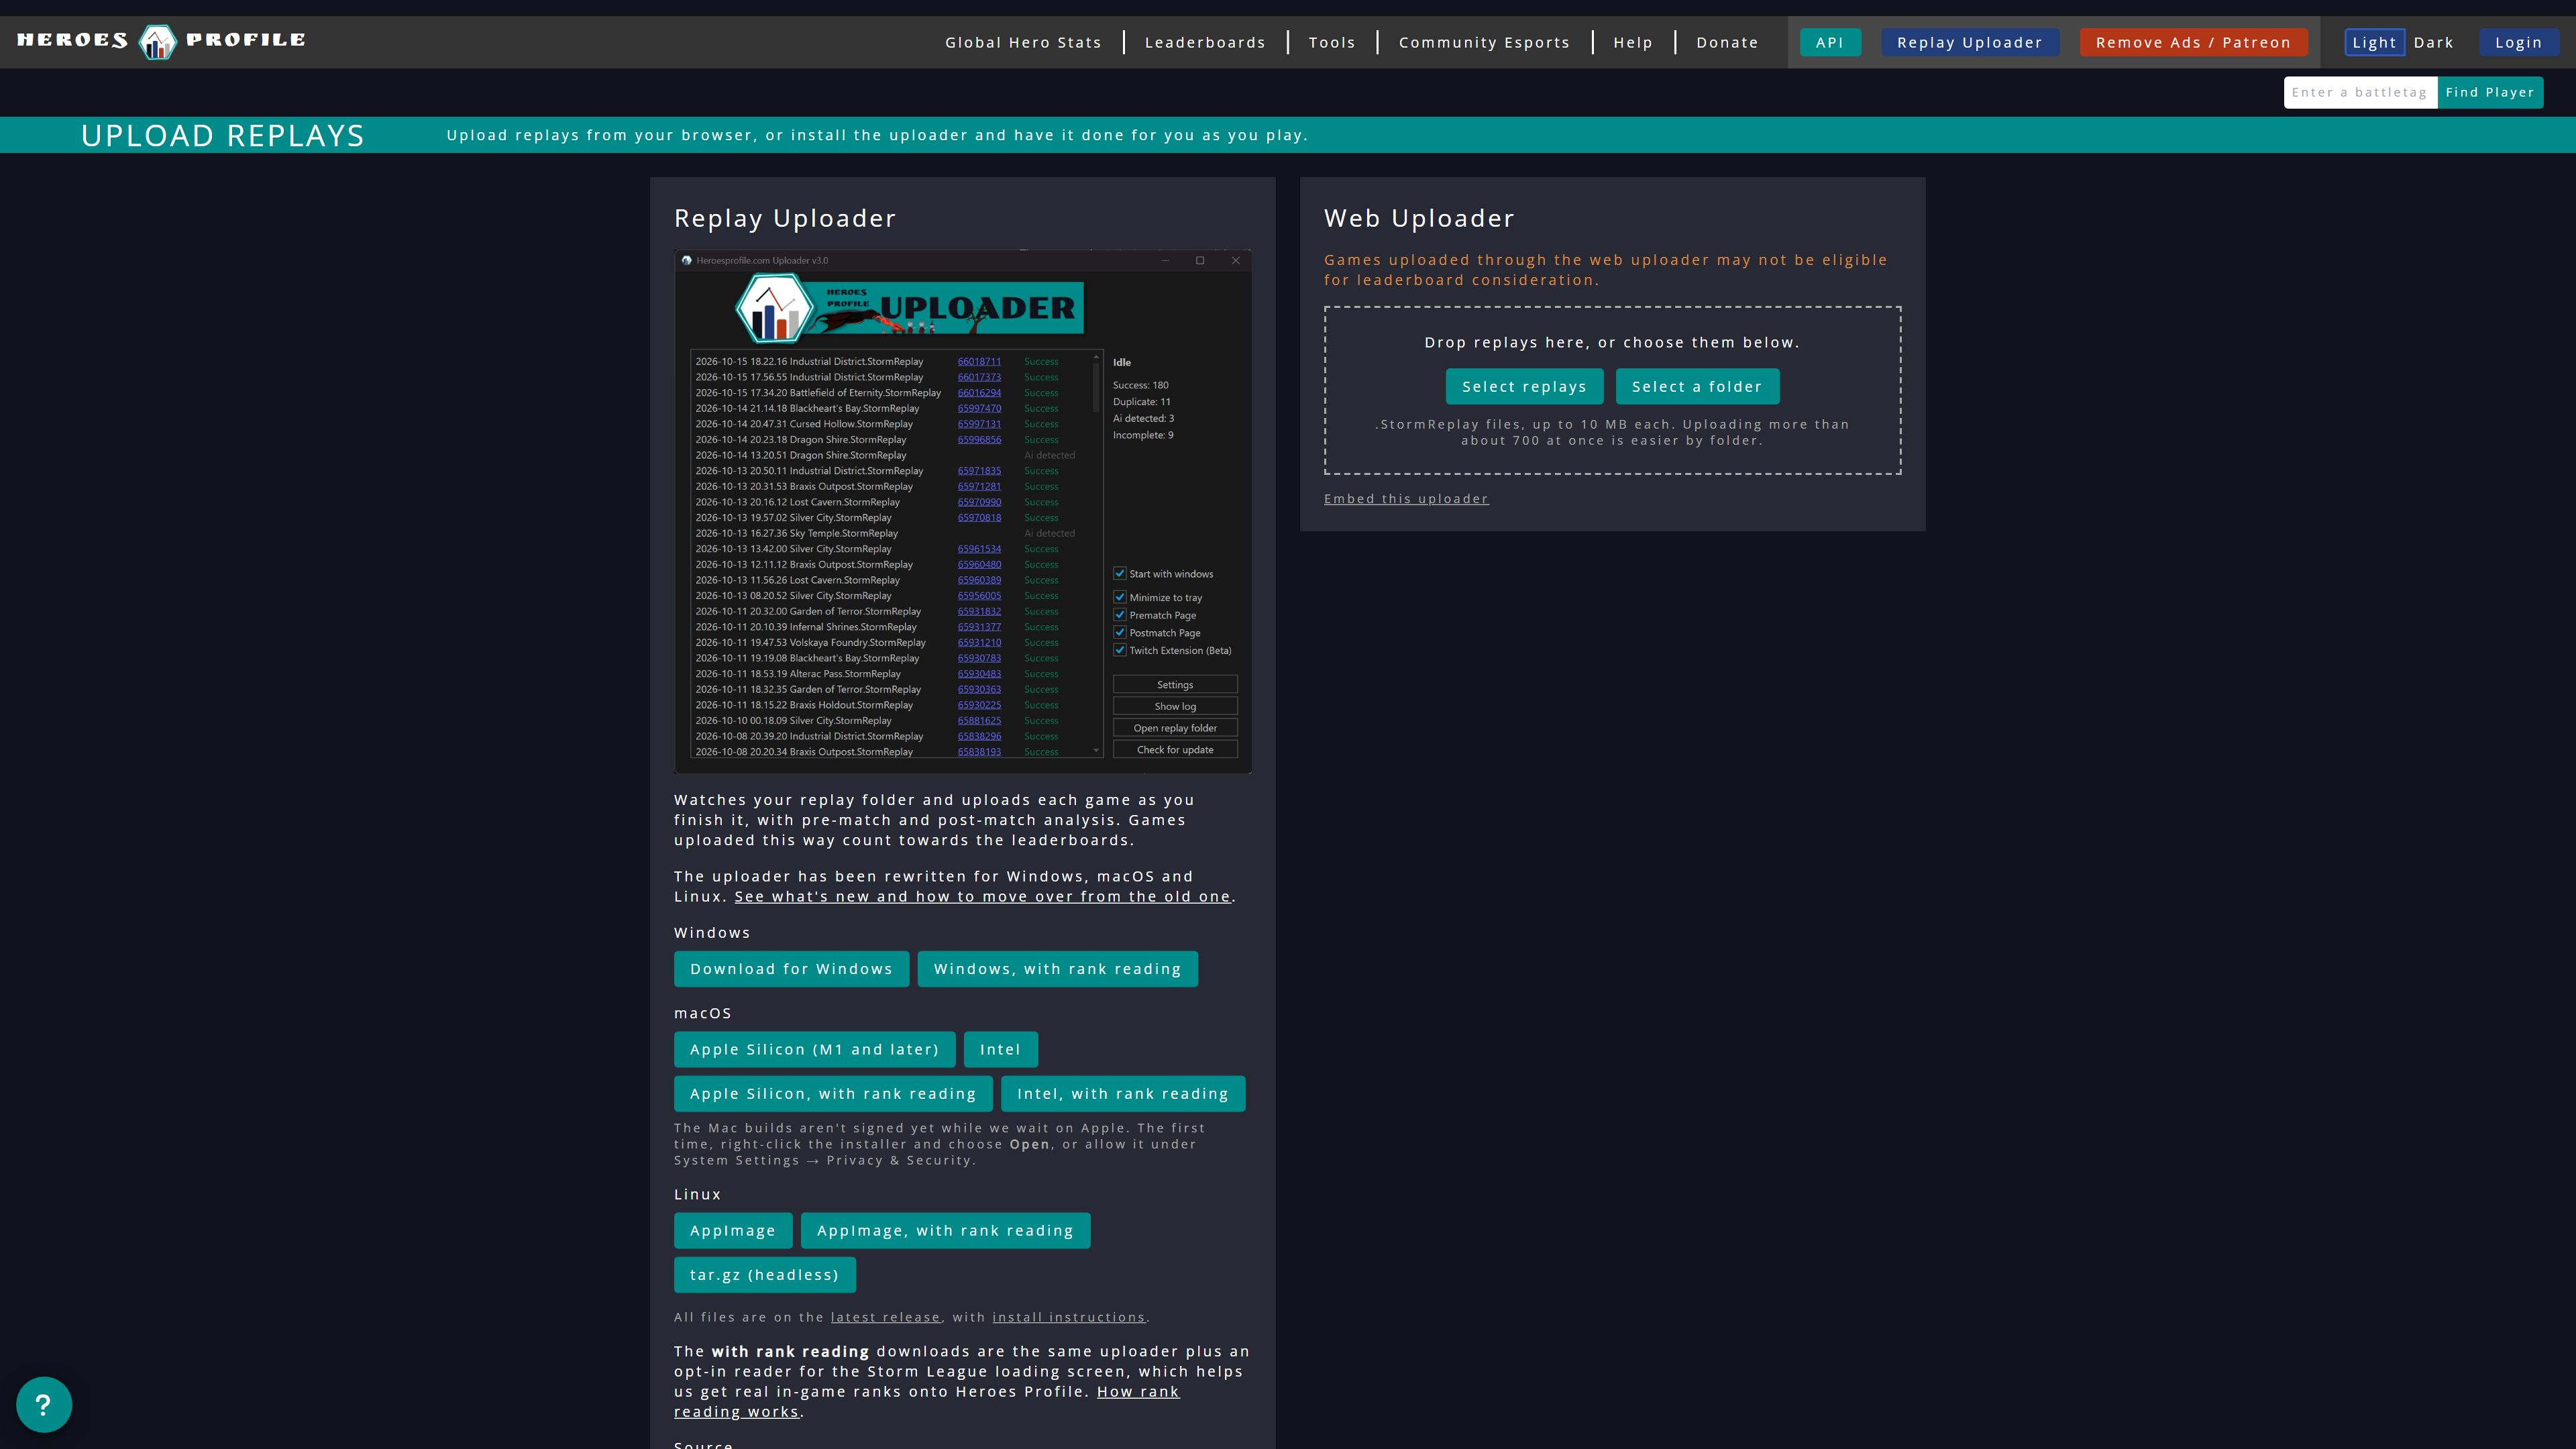 HEROES PROFILE
Global Hero Stats
Leaderboards
Tools
Community Esports
Help
Donate
API
Replay Uploader
Remove Ads / Patreon
Light
Dark
Login
Enter a battletag
Find Player
UPLOAD REPLAYS
Upload replays from your browser, or install the uploader and have it done for you as you play.
Replay Uploader
Heroesprofile.com Uploader v3.0
HEROES
PROFILE
UPLOADER
2026-10-15 18.22.16 Industrial District.StormReplay 66018711 Success
2026-10-15 17.56.55 Industrial District.StormReplay 66017373 Success
2026-10-15 17.34.20 Battlefield of Eternity.StormReplay 66016294 Success
2026-10-14 21.14.18 Blackheart's Bay.StormReplay 65997470 Success
2026-10-14 20.47.31 Cursed Hollow.StormReplay 65997131 Success
2026-10-14 20.23.18 Dragon Shire.StormReplay 65996856 Success
2026-10-14 13.20.51 Dragon Shire.StormReplay Ai detected
2026-10-13 20.50.11 Industrial District.StormReplay 65971835 Success
2026-10-13 20.31.53 Braxis Outpost.StormReplay 65971281 Success
2026-10-13 20.16.12 Lost Cavern.StormReplay 65970990 Success
2026-10-13 19.57.02 Silver City.StormReplay 65970818 Success
2026-10-13 16.27.36 Sky Temple.StormReplay Ai detected
2026-10-13 13.42.00 Silver City.StormReplay 65961534 Success
2026-10-13 12.11.12 Braxis Outpost.StormReplay 65960480 Success
2026-10-13 11.56.26 Lost Cavern.StormReplay 65960389 Success
2026-10-13 08.20.52 Silver City.StormReplay 65956005 Success
2026-10-11 20.32.00 Garden of Terror.StormReplay 65931832 Success
2026-10-11 20.10.39 Infernal Shrines.StormReplay 65931377 Success
2026-10-11 19.47.53 Volskaya Foundry.StormReplay 65931210 Success
2026-10-11 19.19.08 Blackheart's Bay.StormReplay 65930783 Success
2026-10-11 18.53.19 Alterac Pass.StormReplay 65930483 Success
2026-10-11 18.32.35 Garden of Terror.StormReplay 65930363 Success
2026-10-11 18.15.22 Braxis Holdout.StormReplay 65930225 Success
2026-10-10 00.18.09 Silver City.StormReplay 65881625 Success
2026-10-08 20.39.20 Industrial District.StormReplay 65838296 Success
2026-10-08 20.20.34 Braxis Outpost.StormReplay 65838193 Success
Idle
Success: 180
Duplicate: 11
Ai detected: 3
Incomplete: 9
Start with windows
Minimize to tray
Prematch Page
Postmatch Page
Twitch Extension (Beta)
Settings
Show log
Open replay folder
Check for update
Watches your replay folder and uploads each game as you
finish it, with pre-match and post-match analysis. Games
uploaded this way count towards the leaderboards.
The uploader has been rewritten for Windows, macOS and
Linux. See what's new and how to move over from the old one.
Windows
Download for Windows
Windows, with rank reading
macOS
Apple Silicon (M1 and later)
Intel
Apple Silicon, with rank reading
Intel, with rank reading
The Mac builds aren't signed yet while we wait on Apple. The first
time, right-click the installer and choose Open, or allow it under
System Settings → Privacy & Security.
Linux
AppImage
AppImage, with rank reading
tar.gz (headless)
All files are on the latest release, with install instructions.
The with rank reading downloads are the same uploader plus an
opt-in reader for the Storm League loading screen, which helps
us get real in-game ranks onto Heroes Profile. How rank
reading works.
Source
Web Uploader
Games uploaded through the web uploader may not be eligible
for leaderboard consideration.
Drop replays here, or choose them below.
Select replays
Select a folder
.StormReplay files, up to 10 MB each. Uploading more than
about 700 at once is easier by folder.
Embed this uploader
?